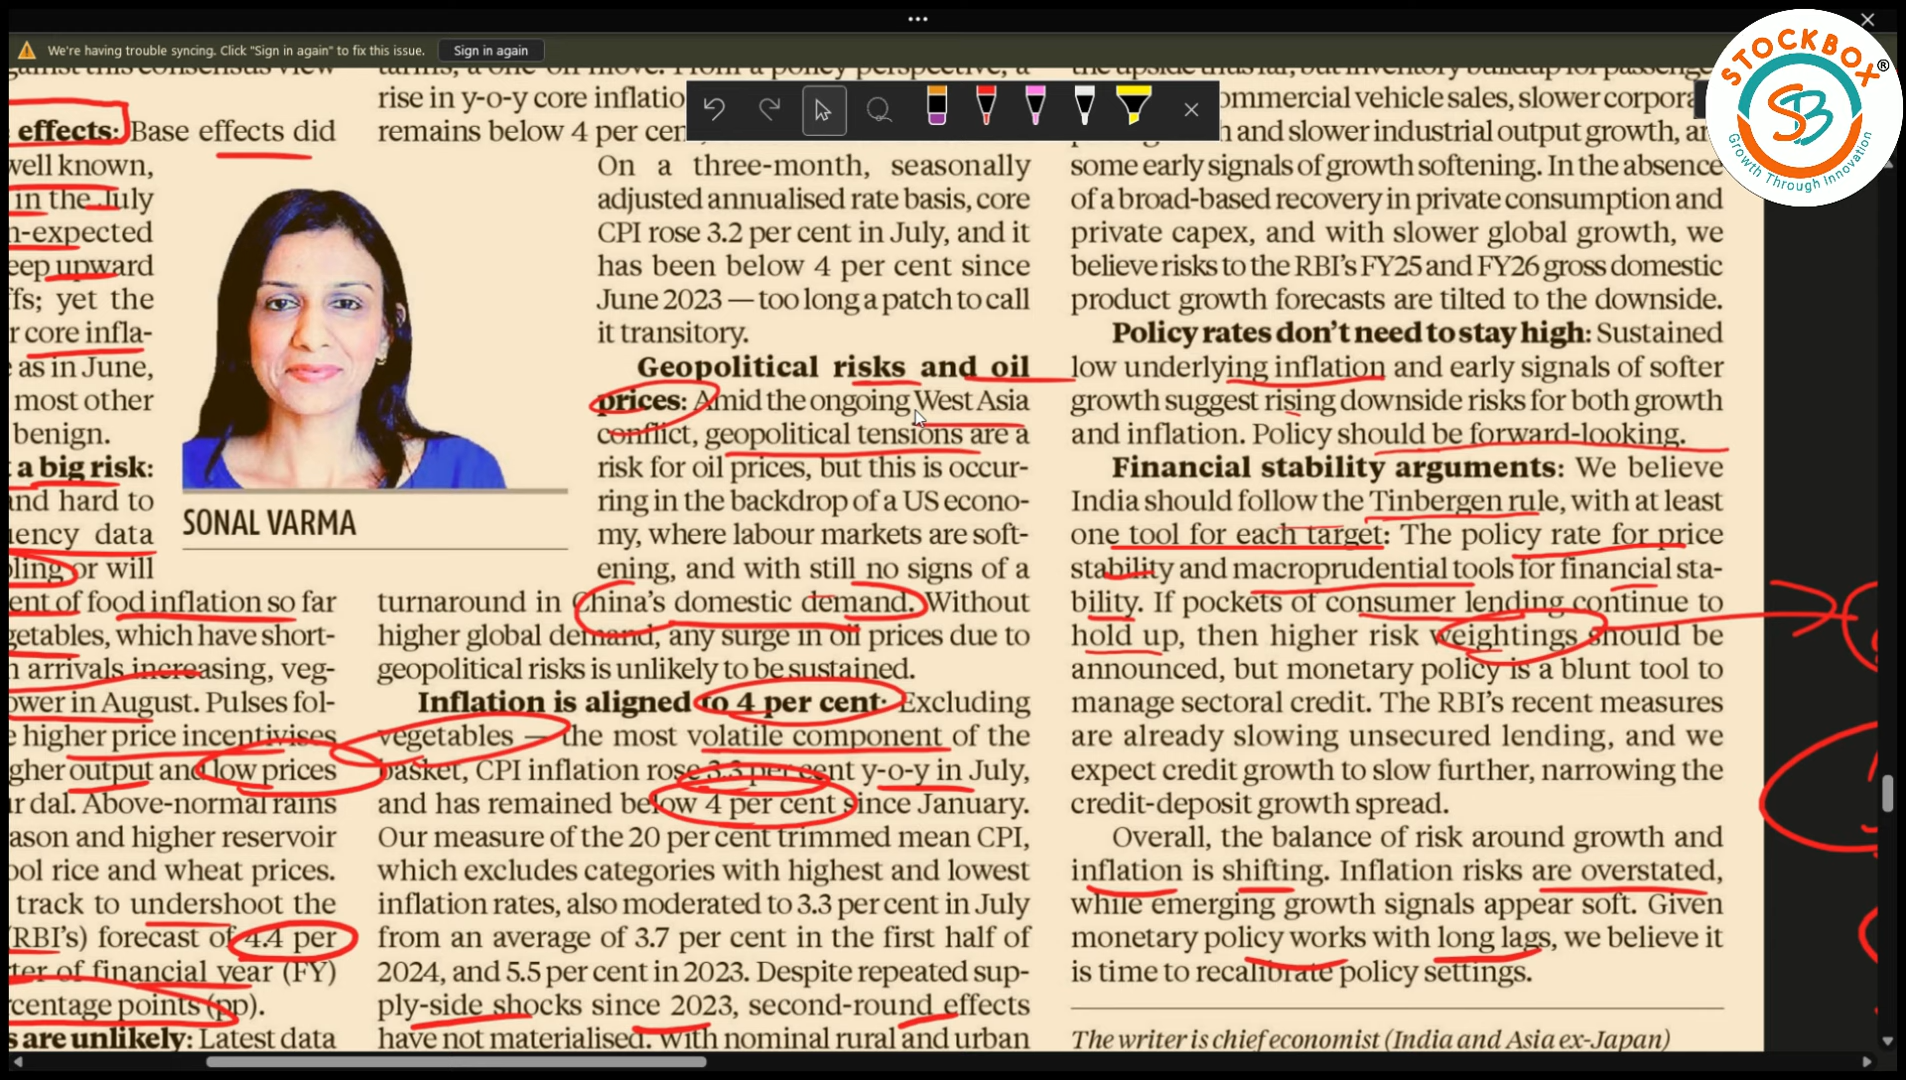 We're having trouble syncing. Click "Sign in again" to fix this issue.
Sign in again
STOCKBOX®
SB
Growth Through Innovation
effects: Base effects did
well known,
in the July
n-expected
eep upward
ffs; yet the
r core infla-
as in June,
most other
benign.
a big risk:
and hard to
uency data
oling or will
ent of food inflation so far
getables, which have short-
n arrivals increasing, veg-
ower in August. Pulses fol-
e higher price incentivises
gher output and low prices
ur dal. Above-normal rains
ason and higher reservoir
ool rice and wheat prices.
track to undershoot the
(RBI's) forecast of 4.4 per
ter of financial year (FY)
rcentage points (pp).
s are unlikely: Latest data
SONAL VARMA
rise in y-o-y core inflatio
remains below 4 per cen
On a three-month, seasonally
adjusted annualised rate basis, core
CPI rose 3.2 per cent in July, and it
has been below 4 per cent since
June 2023 — too long a patch to call
it transitory.
Geopolitical risks and oil
prices: Amid the ongoing West Asia
conflict, geopolitical tensions are a
risk for oil prices, but this is occur-
ring in the backdrop of a US econo-
my, where labour markets are soft-
ening, and with still no signs of a
turnaround in China's domestic demand. Without
higher global demand, any surge in oil prices due to
geopolitical risks is unlikely to be sustained.
Inflation is aligned to 4 per cent: Excluding
vegetables — the most volatile component of the
basket, CPI inflation rose 3.3 per cent y-o-y in July,
and has remained below 4 per cent since January.
Our measure of the 20 per cent trimmed mean CPI,
which excludes categories with highest and lowest
inflation rates, also moderated to 3.3 per cent in July
from an average of 3.7 per cent in the first half of
2024, and 5.5 per cent in 2023. Despite repeated sup-
ply-side shocks since 2023, second-round effects
have not materialised. With nominal rural and urban
the upside thus far, but inventory buildup for passenge
ommercial vehicle sales, slower corpora
and slower industrial output growth, ar
some early signals of growth softening. In the absence
of a broad-based recovery in private consumption and
private capex, and with slower global growth, we
believe risks to the RBI's FY25 and FY26 gross domestic
product growth forecasts are tilted to the downside.
Policy rates don't need to stay high: Sustained
low underlying inflation and early signals of softer
growth suggest rising downside risks for both growth
and inflation. Policy should be forward-looking.
Financial stability arguments: We believe
India should follow the Tinbergen rule, with at least
one tool for each target: The policy rate for price
stability and macroprudential tools for financial sta-
bility. If pockets of consumer lending continue to
hold up, then higher risk weightings should be
announced, but monetary policy is a blunt tool to
manage sectoral credit. The RBI's recent measures
are already slowing unsecured lending, and we
expect credit growth to slow further, narrowing the
credit-deposit growth spread.
Overall, the balance of risk around growth and
inflation is shifting. Inflation risks are overstated,
while emerging growth signals appear soft. Given
monetary policy works with long lags, we believe it
is time to recalibrate policy settings.
The writer is chief economist (India and Asia ex-Japan)